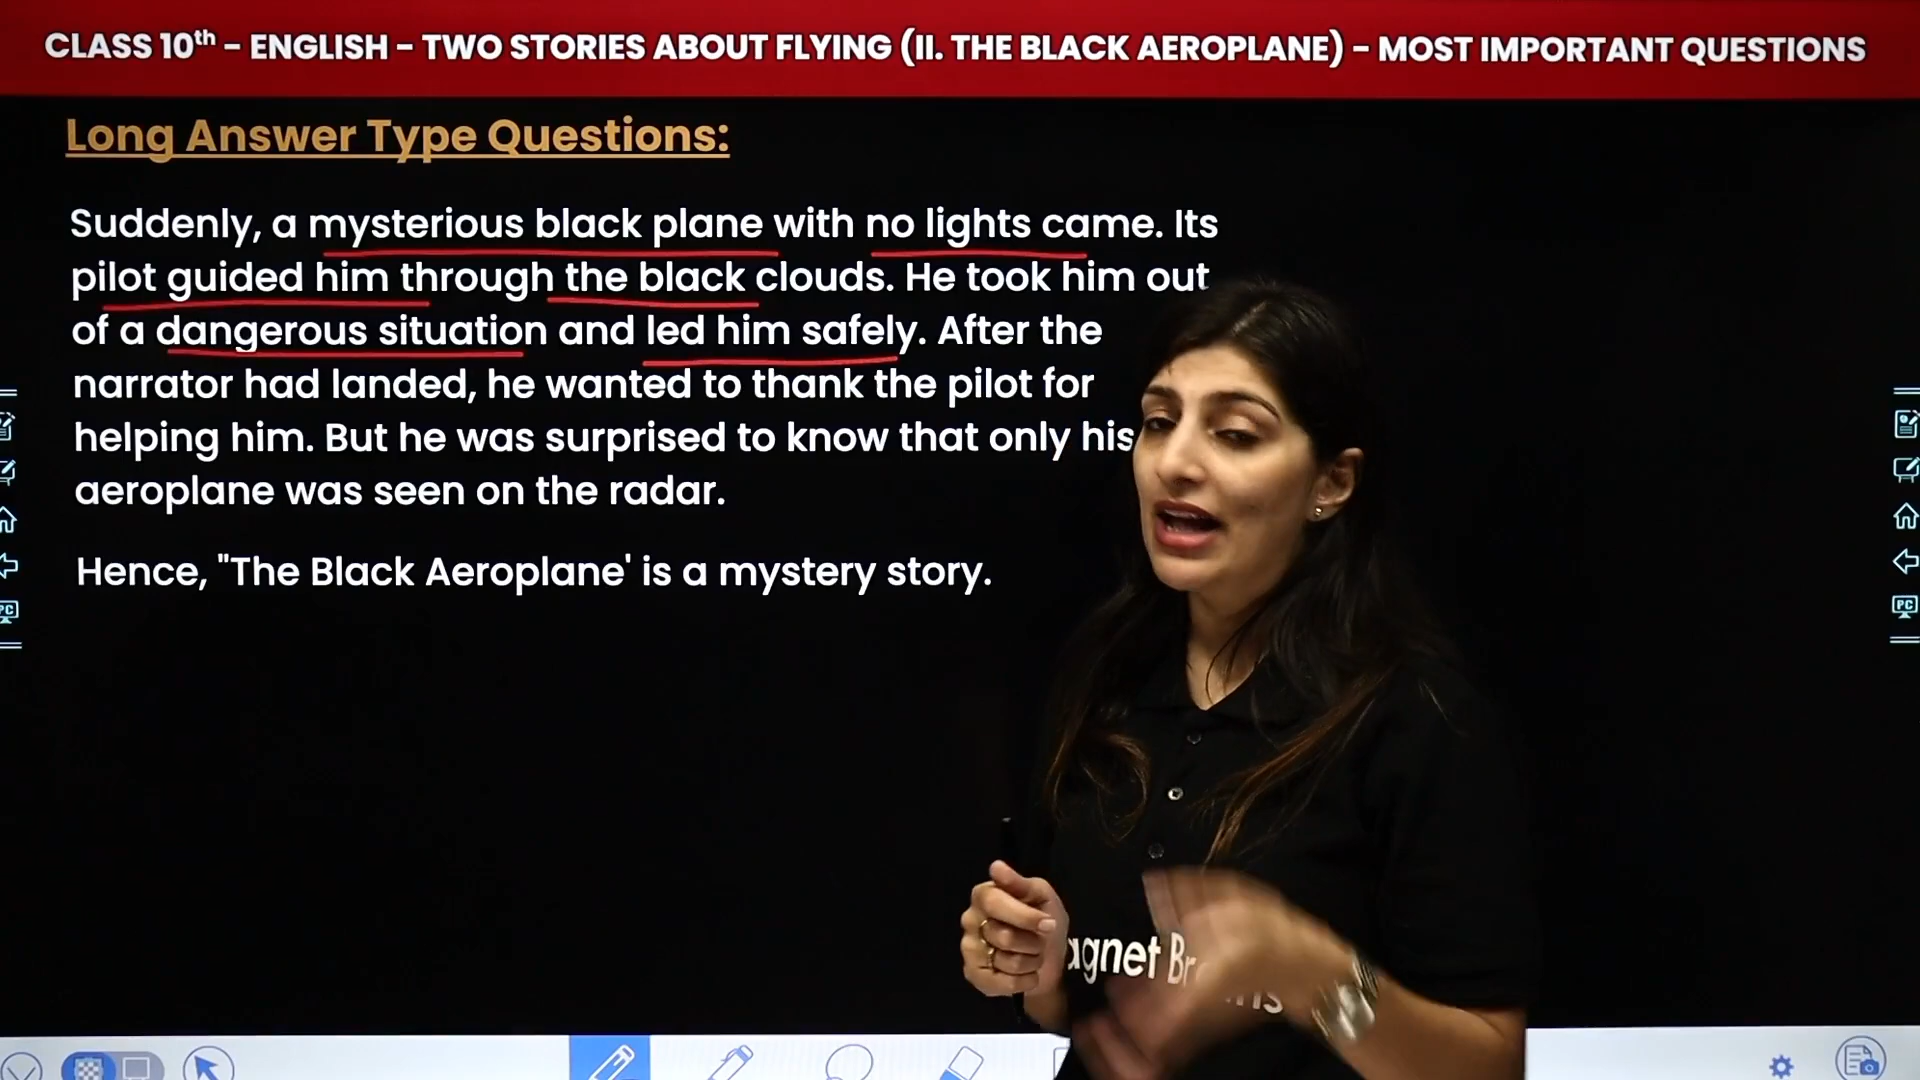 CLASS 10th – ENGLISH – TWO STORIES ABOUT FLYING (II. THE BLACK AEROPLANE) – MOST IMPORTANT QUESTIONS
Long Answer Type Questions:
Suddenly, a mysterious black plane with no lights came. Its
pilot guided him through the black clouds. He took him out
of a dangerous situation and led him safely. After the
narrator had landed, he wanted to thank the pilot for
helping him. But he was surprised to know that only his
aeroplane was seen on the radar.
Hence, "The Black Aeroplane' is a mystery story.
PC
PC
agnet Br